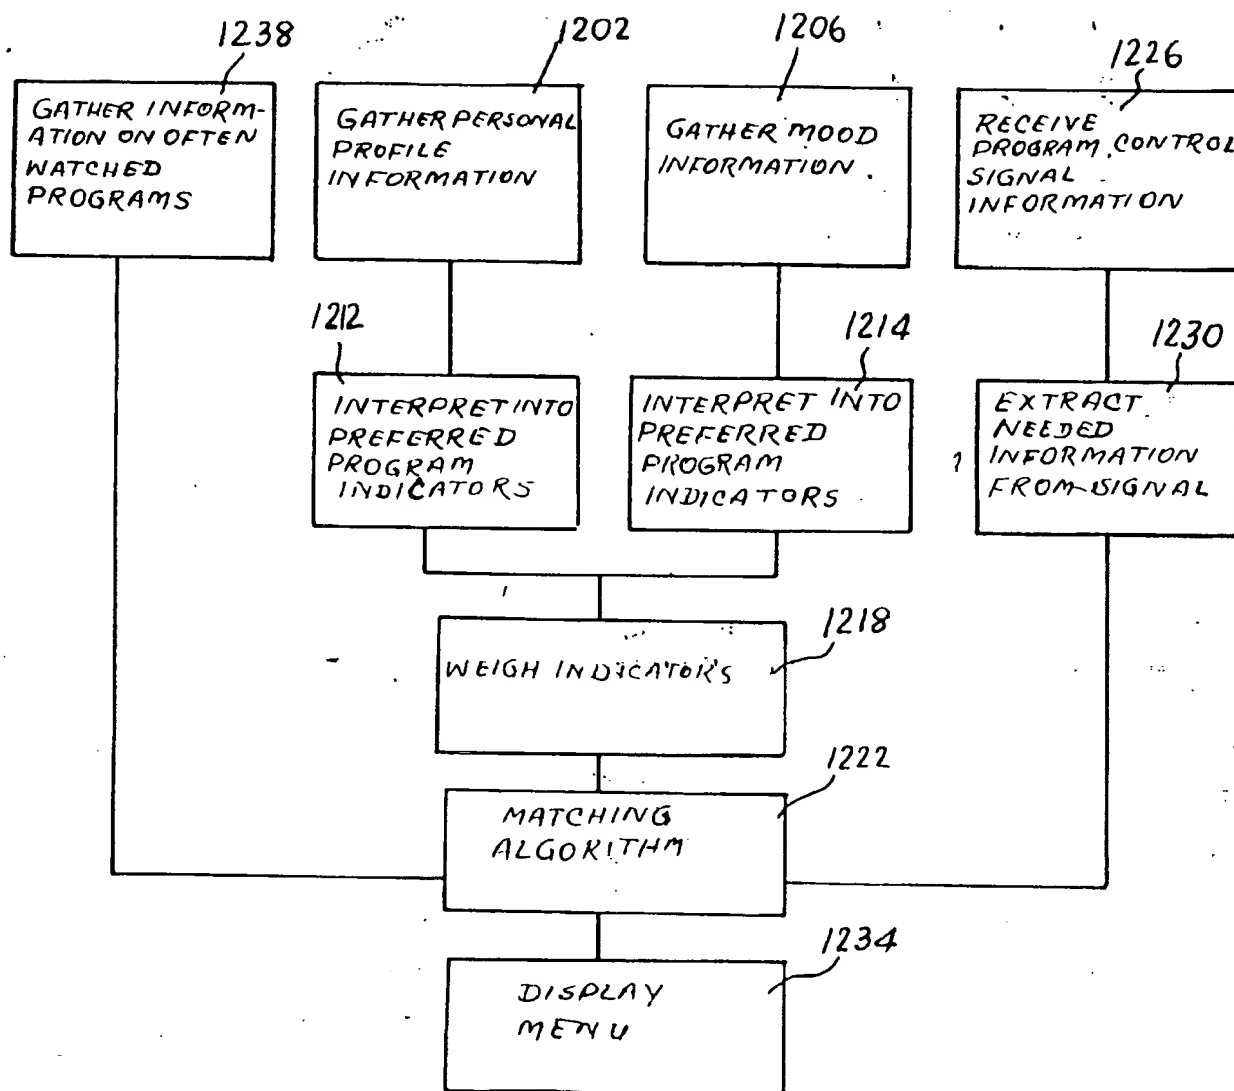 1238
1202
1206
1226
GATHER INFORM-
ATION ON OFTEN
WATCHED
PROGRAMS
GATHER PERSONAL
PROFILE
INFORMATION
GATHER MOOD
INFORMATION
RECEIVE
PROGRAM CONTROL
SIGNAL
INFORMATION
1212
1214
1230
INTERPRET INTO
PREFERRED
PROGRAM
INDICATORS
INTERPRET INTO
PREFERRED
PROGRAM
INDICATORS
EXTRACT
NEEDED
INFORMATION
FROM SIGNAL
1218
WEIGH INDICATORS
1222
MATCHING
ALGORITHM
1234
DISPLAY
MENU